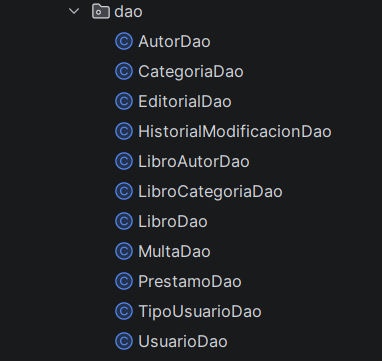 dao
AutorDao
CategoriaDao
EditorialDao
HistorialModificacionDao
LibroAutorDao
LibroCategoriaDao
LibroDao
MultaDao
PrestamoDao
TipoUsuarioDao
UsuarioDao